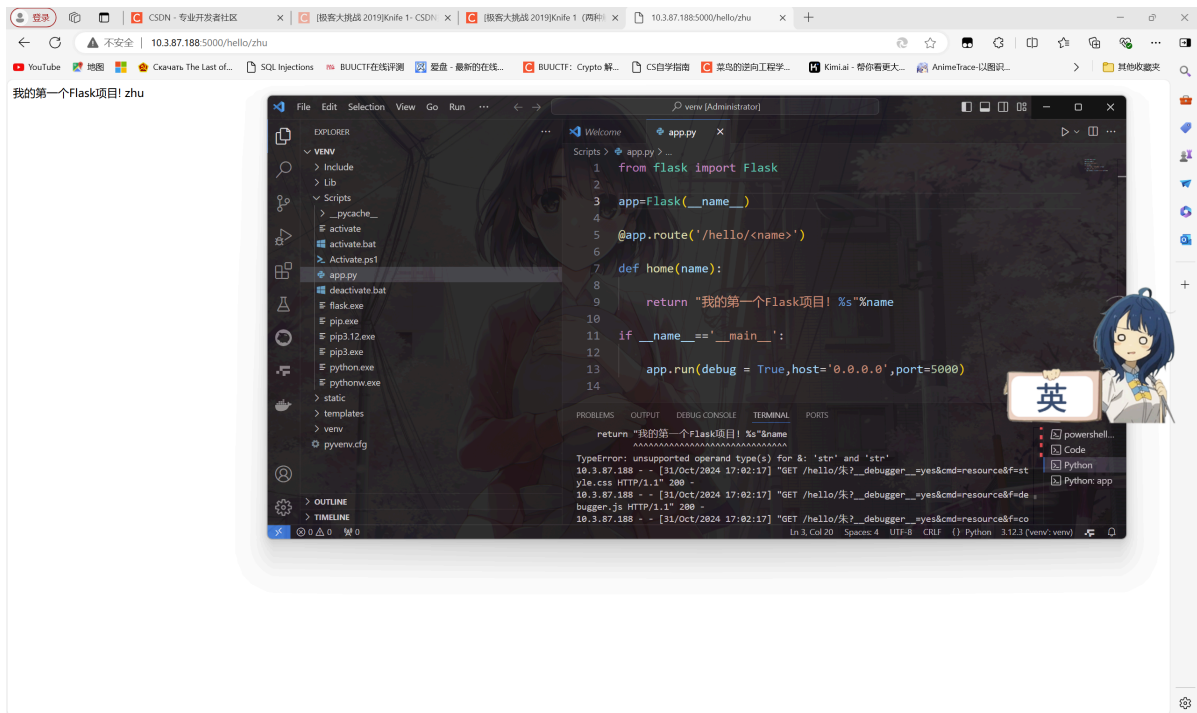 登录
CSDN - 专业开发者社区
[极客大挑战 2019]Knife 1- CSDN
[极客大挑战 2019]Knife 1（两种
10.3.87.188:5000/hello/zhu
不安全
10.3.87.188:5000/hello/zhu
YouTube
地图
Скачать The Last of...
SQL Injections
BUUCTF在线评测
爱盘 - 最新的在线...
BUUCTF：Crypto 解...
CS自学指南
菜鸟的逆向工程学...
Kimi.ai - 帮你看更大...
AnimeTrace-以图识...
其他收藏夹
我的第一个Flask项目! zhu
File Edit Selection View Go Run ···
venv [Administrator]
EXPLORER
VENV
Include
Lib
Scripts
__pycache__
activate
activate.bat
Activate.ps1
app.py
deactivate.bat
flask.exe
pip.exe
pip3.12.exe
pip3.exe
python.exe
pythonw.exe
static
templates
venv
pyvenv.cfg
OUTLINE
TIMELINE
Welcome
app.py
Scripts > app.py > ...
1 from flask import Flask
2
3 app=Flask(__name__)
4
5 @app.route('/hello/<name>')
6
7 def home(name):
8
9 return "我的第一个Flask项目! %s"%name
10
11 if __name__=='__main__':
12
13 app.run(debug = True,host='0.0.0.0',port=5000)
14
PROBLEMS OUTPUT DEBUG CONSOLE TERMINAL PORTS
return "我的第一个Flask项目! %s"&name
^^^^^^^^^^^^^^^^^^^^^^^^^^^^^^
TypeError: unsupported operand type(s) for &: 'str' and 'str'
10.3.87.188 - - [31/Oct/2024 17:02:17] "GET /hello/朱?__debugger__=yes&cmd=resource&f=st
yle.css HTTP/1.1" 200 -
10.3.87.188 - - [31/Oct/2024 17:02:17] "GET /hello/朱?__debugger__=yes&cmd=resource&f=de
bugger.js HTTP/1.1" 200 -
10.3.87.188 - - [31/Oct/2024 17:02:17] "GET /hello/朱?__debugger__=yes&cmd=resource&f=co
powershell...
Code
Python
Python: app
0 0 0
Ln 3, Col 20 Spaces: 4 UTF-8 CRLF {} Python 3.12.3 ('venv': venv)
英